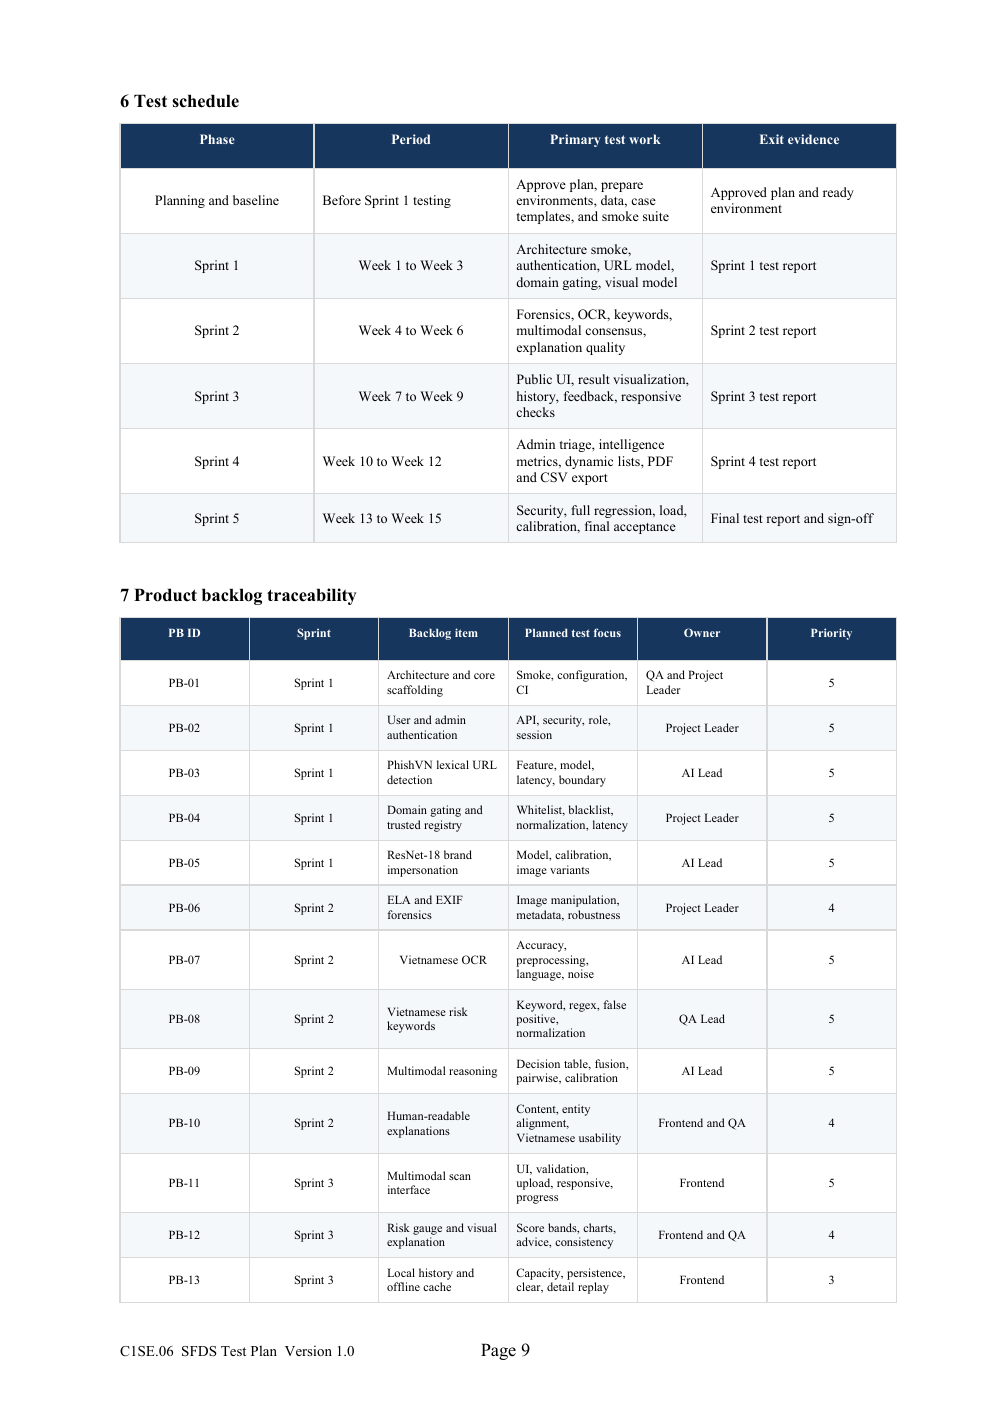 6 Test schedule
Phase Period Primary test work Exit evidence
Planning and baseline
Before Sprint 1 testing
Approve plan, prepare
environments, data, case
templates, and smoke suite
Approved plan and ready
environment
Sprint 1
Week 1 to Week 3
Architecture smoke,
authentication, URL model,
domain gating, visual model
Sprint 1 test report
Sprint 2
Week 4 to Week 6
Forensics, OCR, keywords,
multimodal consensus,
explanation quality
Sprint 2 test report
Sprint 3
Week 7 to Week 9
Public UI, result visualization,
history, feedback, responsive
checks
Sprint 3 test report
Sprint 4
Week 10 to Week 12
Admin triage, intelligence
metrics, dynamic lists, PDF
and CSV export
Sprint 4 test report
Sprint 5
Week 13 to Week 15
Security, full regression, load,
calibration, final acceptance
Final test report and sign-off
7 Product backlog traceability
PB ID Sprint Backlog item Planned test focus Owner Priority
PB-01
Sprint 1
Architecture and core
scaffolding
Smoke, configuration,
CI
QA and Project
Leader
5
PB-02
Sprint 1
User and admin
authentication
API, security, role,
session
Project Leader
5
PB-03
Sprint 1
PhishVN lexical URL
detection
Feature, model,
latency, boundary
AI Lead
5
PB-04
Sprint 1
Domain gating and
trusted registry
Whitelist, blacklist,
normalization, latency
Project Leader
5
PB-05
Sprint 1
ResNet-18 brand
impersonation
Model, calibration,
image variants
AI Lead
5
PB-06
Sprint 2
ELA and EXIF
forensics
Image manipulation,
metadata, robustness
Project Leader
4
PB-07
Sprint 2
Vietnamese OCR
Accuracy,
preprocessing,
language, noise
AI Lead
5
PB-08
Sprint 2
Vietnamese risk
keywords
Keyword, regex, false
positive,
normalization
QA Lead
5
PB-09
Sprint 2
Multimodal reasoning
Decision table, fusion,
pairwise, calibration
AI Lead
5
PB-10
Sprint 2
Human-readable
explanations
Content, entity
alignment,
Vietnamese usability
Frontend and QA
4
PB-11
Sprint 3
Multimodal scan
interface
UI, validation,
upload, responsive,
progress
Frontend
5
PB-12
Sprint 3
Risk gauge and visual
explanation
Score bands, charts,
advice, consistency
Frontend and QA
4
PB-13
Sprint 3
Local history and
offline cache
Capacity, persistence,
clear, detail replay
Frontend
3
C1SE.06 SFDS Test Plan Version 1.0 Page 9